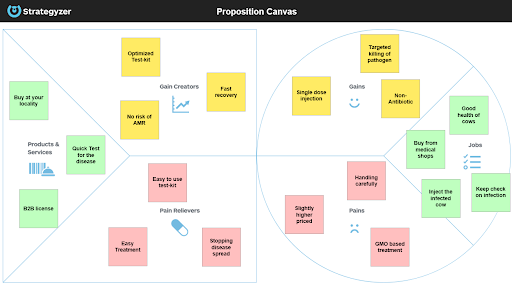 Strategyzer
Proposition Canvas
Optimized
Test-kit
Gain Creators
Fast
recovery
No risk of
AMR
Buy at your
locality
Products &
Services
Quick Test
for the
disease
B2B license
Easy to use
test-kit
Pain Relievers
Easy
Treatment
Stopping
disease
spread
Targeted
killing of
pathogen
Gains
Single dose
injection
Non-
Antibiotic
Good
health of
cows
Buy from
medical
shops
Jobs
Inject the
infected
cow
Keep check
on infection
Handling
carefully
Slightly
higher
priced
Pains
GMO based
treatment